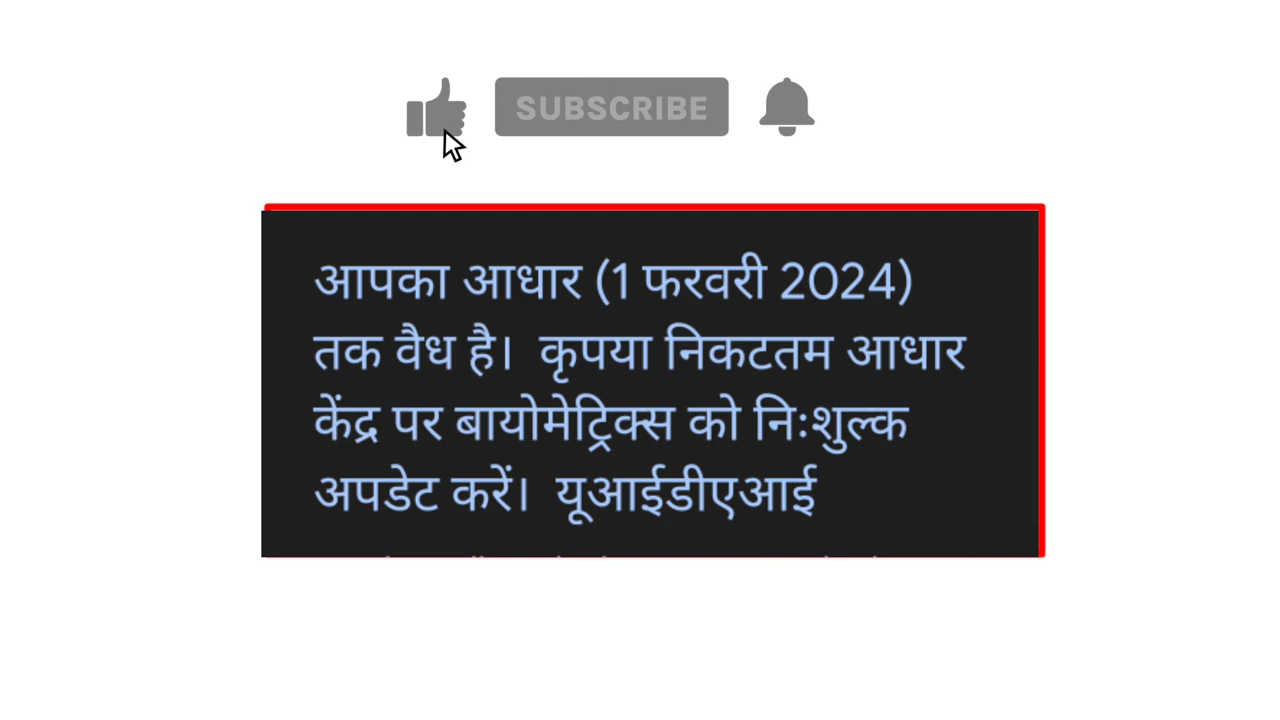 SUBSCRIBE
आपका आधार (1 फरवरी 2024)
तक वैध है। कृपया निकटतम आधार
केंद्र पर बायोमेट्रिक्स को निःशुल्क
अपडेट करें। यूआईडीएआई